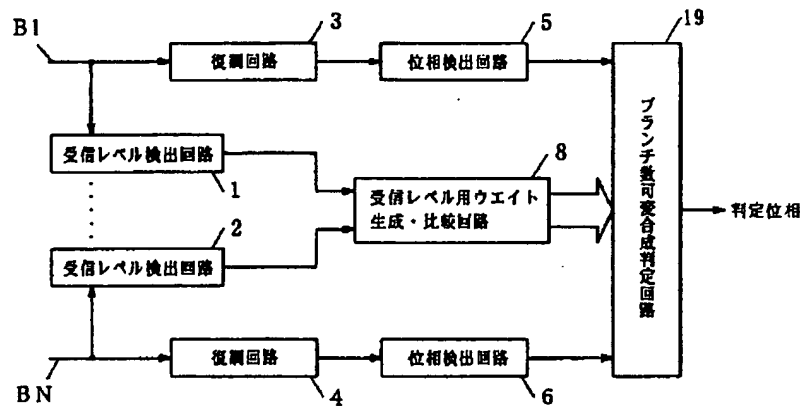 B1
3
復調回路
5
位相検出回路
19
ブランチ数可変合成判定回路
受信レベル検出回路
1
8
受信レベル用ウエイト
生成・比較回路
判定位相
2
受信レベル検出回路
BN
復調回路
4
位相検出回路
6